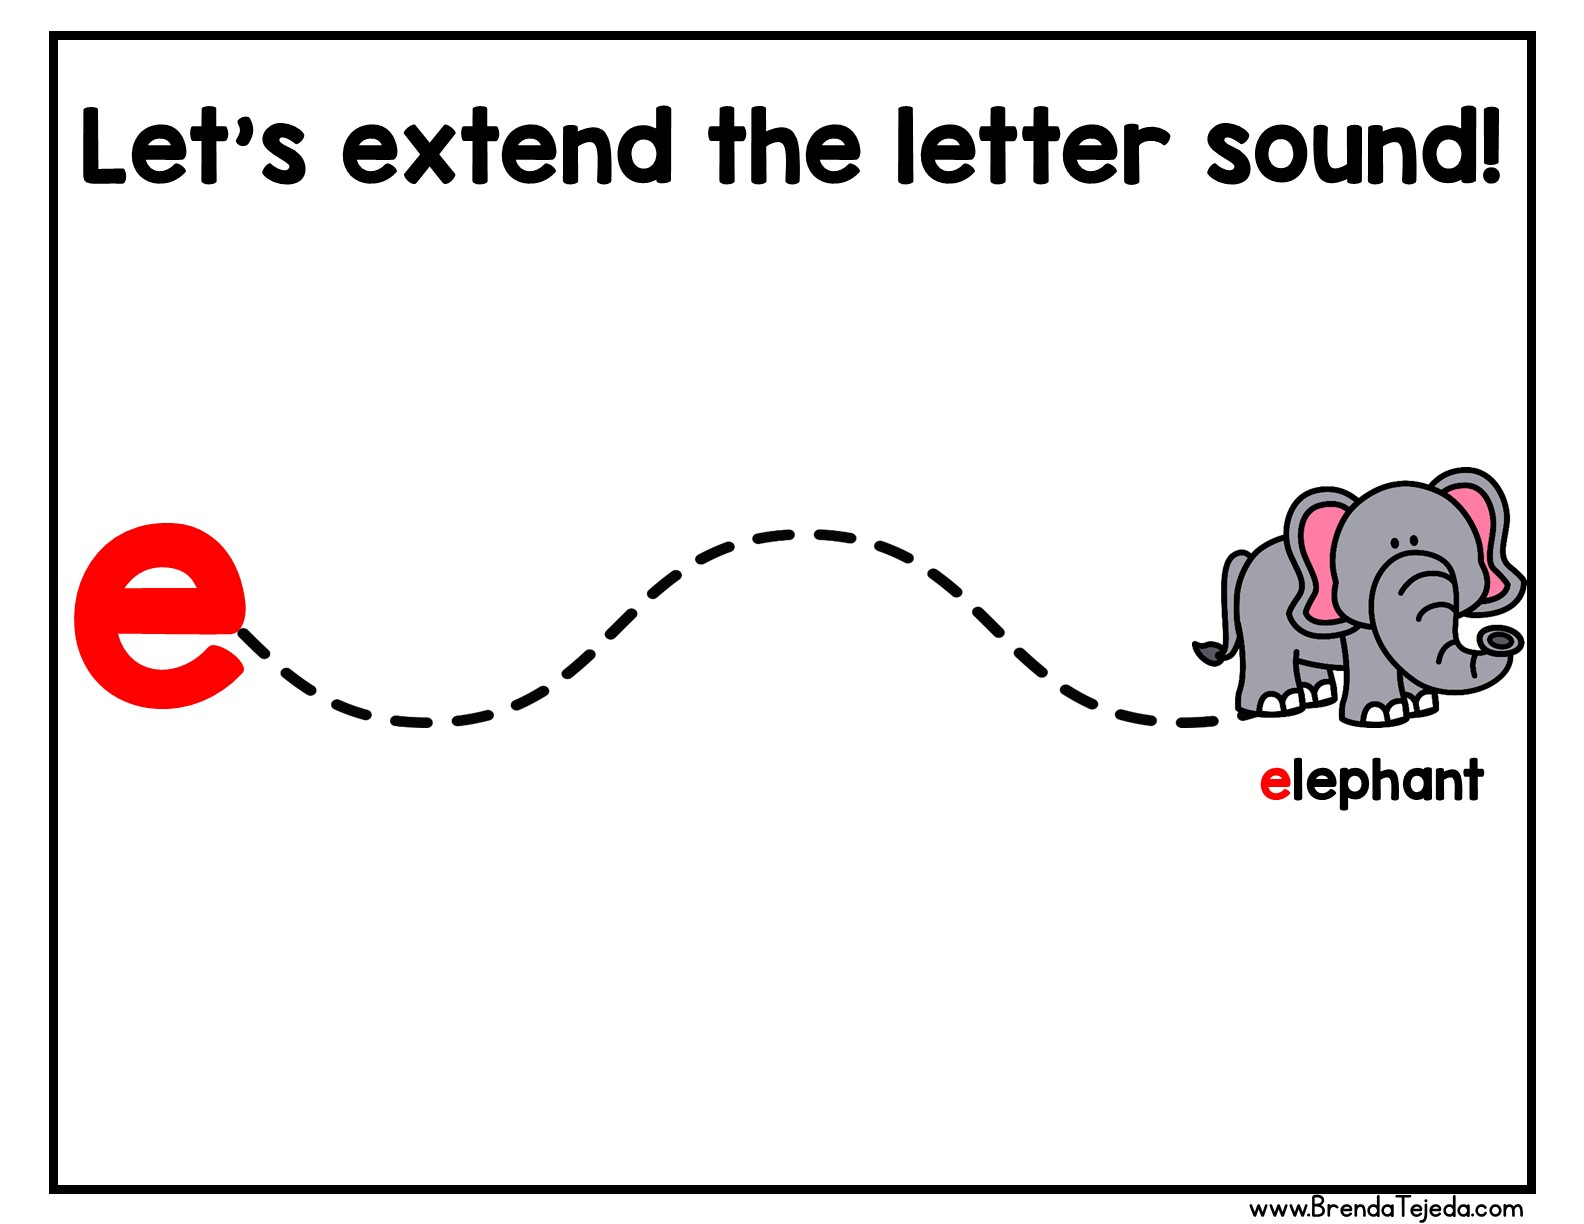 Let's extend the letter sound!
e
elephant
www.BrendaTejeda.com